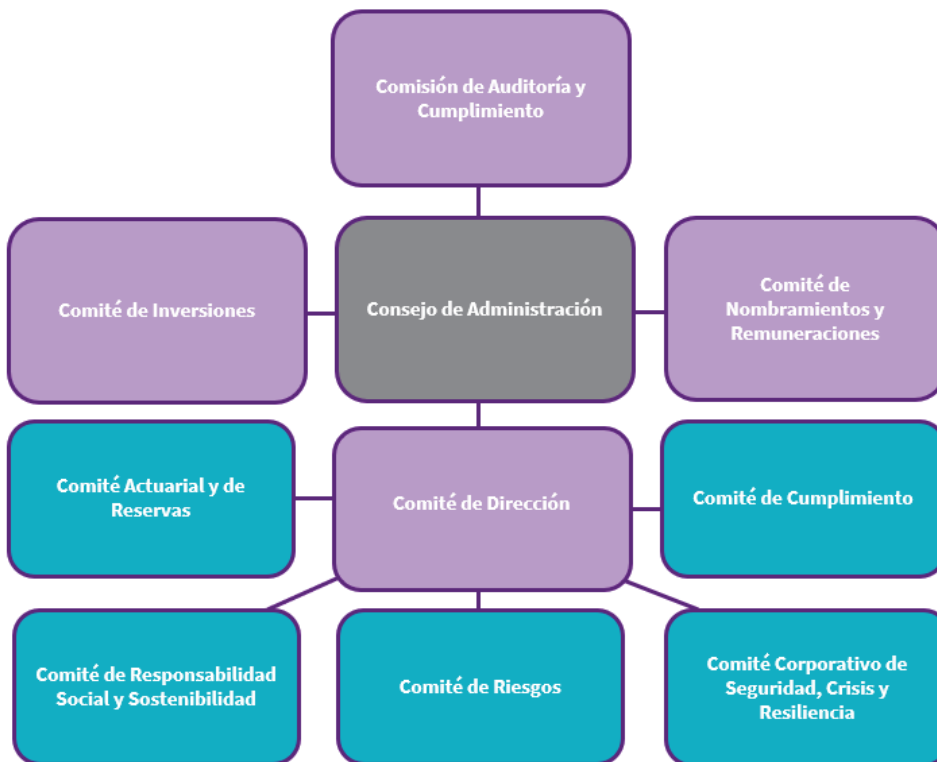 Comisión de Auditoría y
Cumplimiento
Comité de Inversiones
Consejo de Administración
Comité de
Nombramientos y
Remuneraciones
Comité Actuarial y de
Reservas
Comité de Dirección
Comité de Cumplimiento
Comité de Responsabilidad
Social y Sostenibilidad
Comité de Riesgos
Comité Corporativo de
Seguridad, Crisis y
Resiliencia